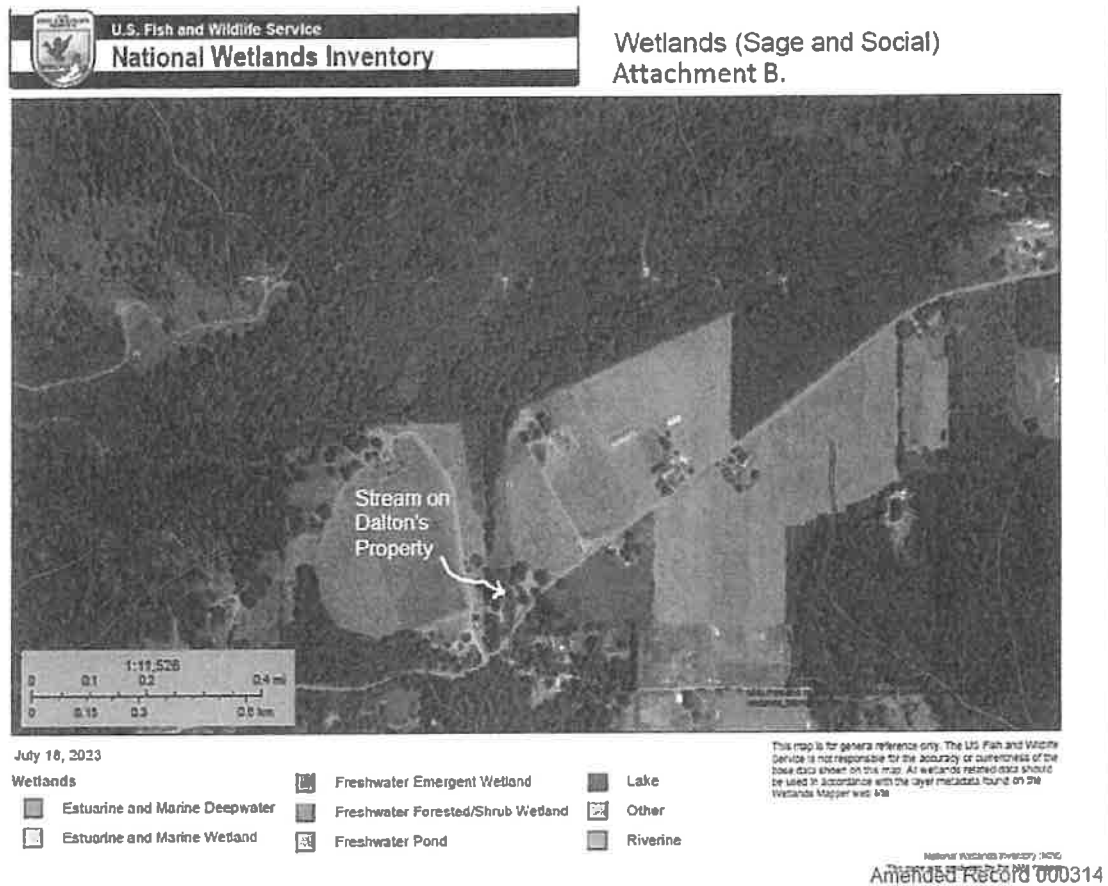 U.S. Fish and Wildlife Service
National Wetlands Inventory
Wetlands (Sage and Social)
Attachment B.
Stream on
Dalton's
Property
1:11,526
0 0.1 0.2 0.4 mi
0 0.15 0.3 0.6 km
July 18, 2023
Wetlands
Estuarine and Marine Deepwater
Estuarine and Marine Wetland
Freshwater Emergent Wetland
Freshwater Forested/Shrub Wetland
Freshwater Pond
Lake
Other
Riverine
This map is for general reference only. The US Fish and Wildlife
Service is not responsible for the accuracy or currentness of the
base data shown on this map. All wetlands related data should
be used in accordance with the layer metadata found on the
Wetlands Mapper web site.
National Wetlands Inventory (NWI)
Amended Record 000314